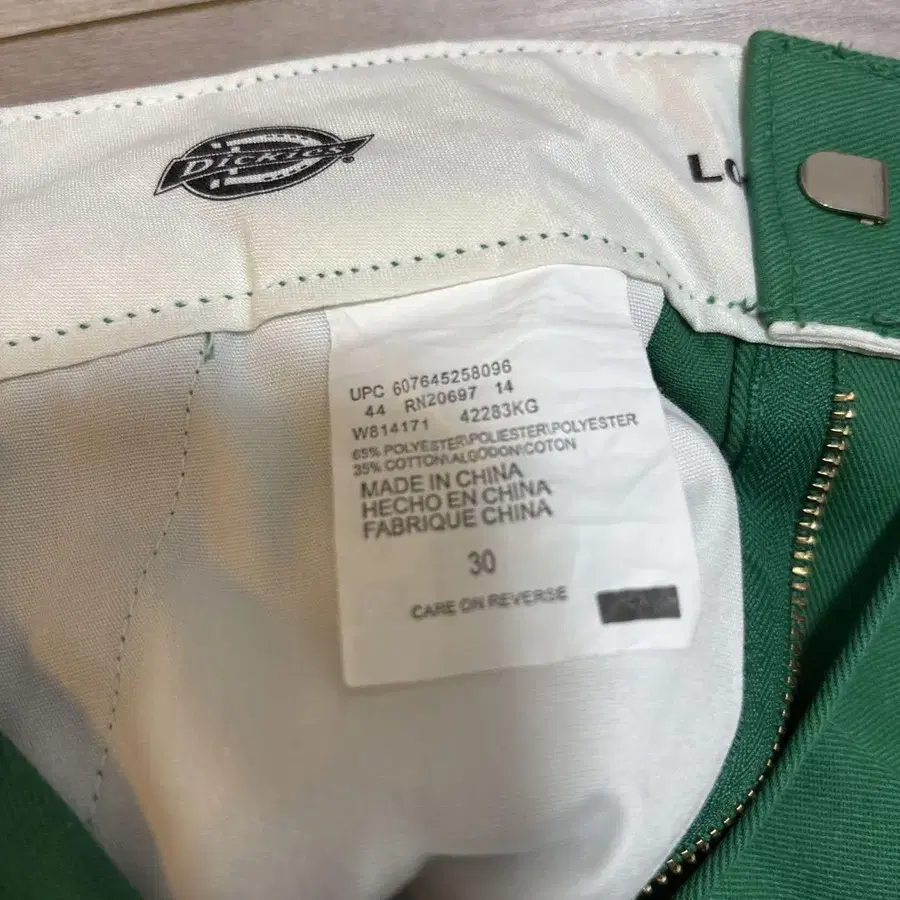 Dickies
Lo
UPC 607645258096
44 RN20697 14
W814171 42283KG
65% POLYESTER\POLIESTER\POLYESTER
35% COTTON\ALGODON\COTON
MADE IN CHINA
HECHO EN CHINA
FABRIQUE CHINA
30
CARE ON REVERSE